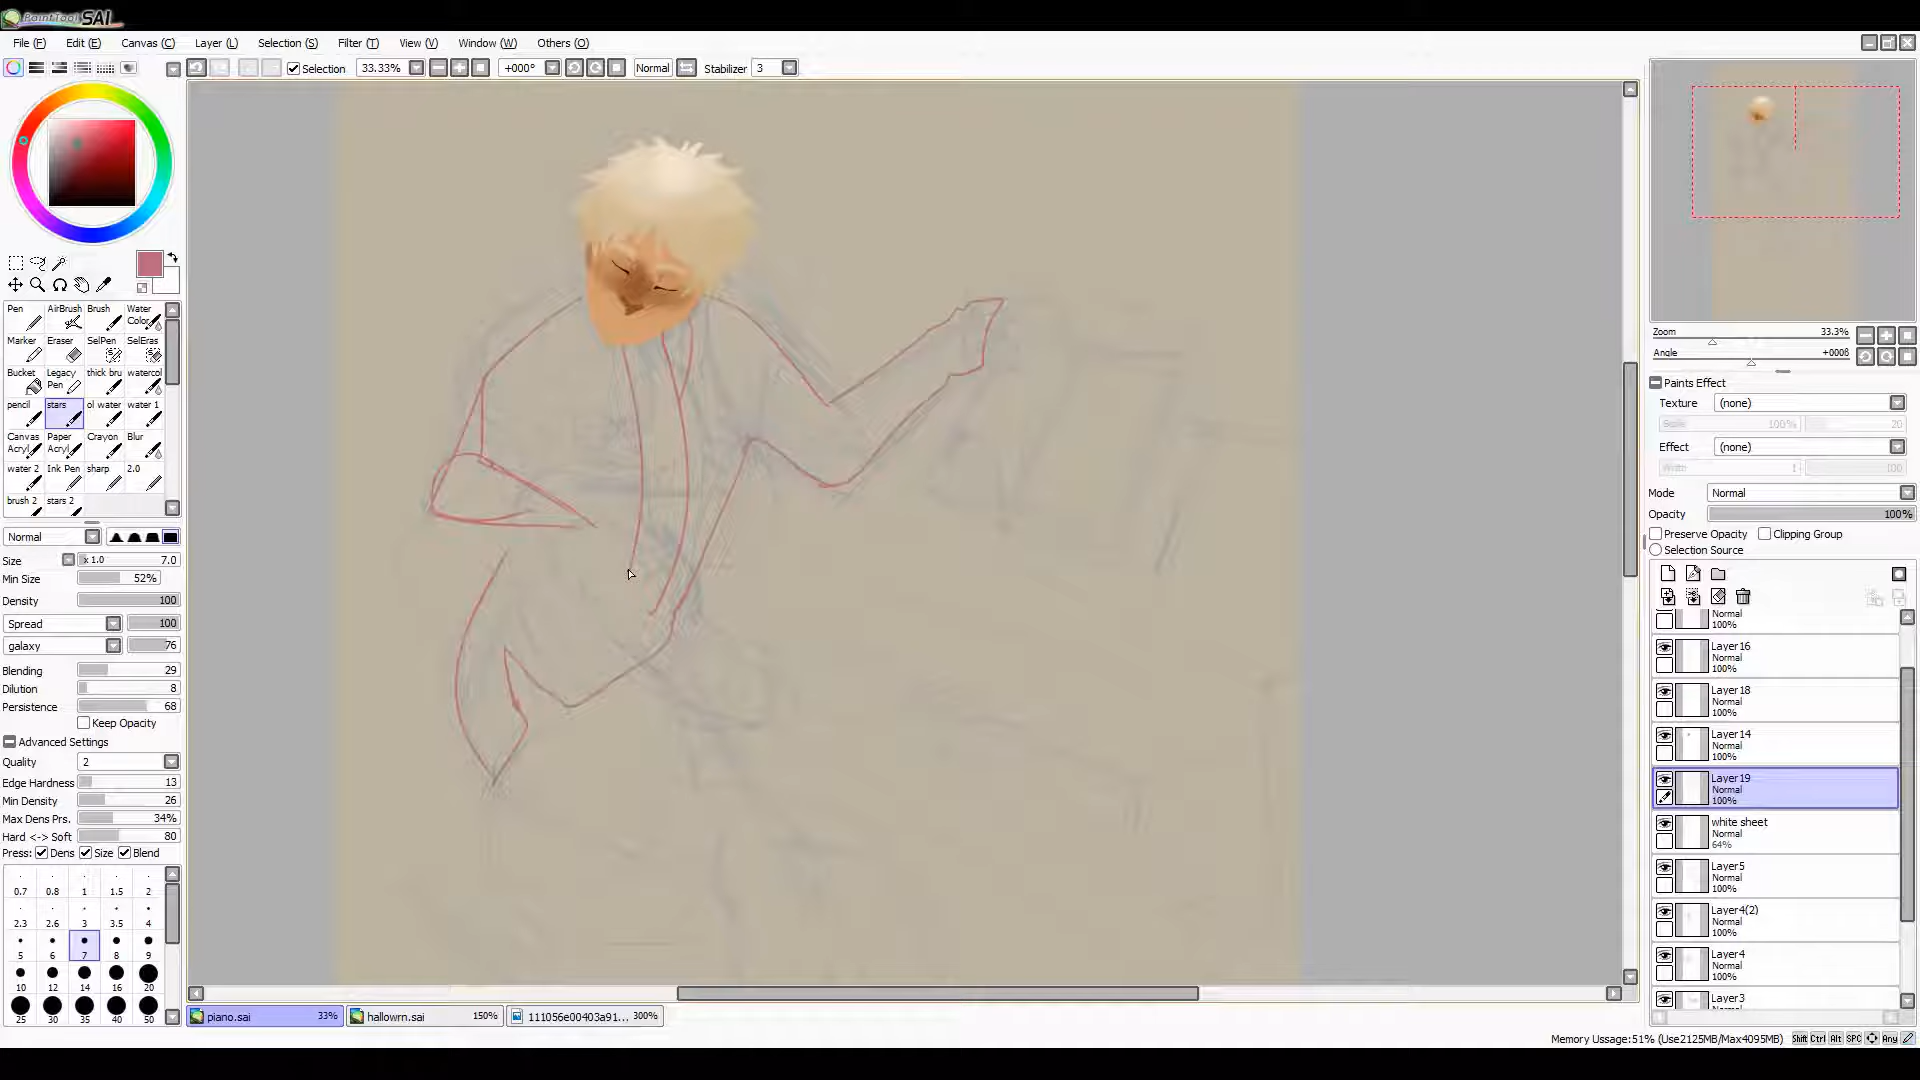 PaintTool SAI
File (F) Edit (E) Canvas (C) Layer (L) Selection (S) Filter (T) View (V) Window (W) Others (O)
Selection 33.33% +000° Normal Stabilizer 3
Pen AirBrush Brush Water Color
Marker Eraser SelPen SelEras
Bucket Legacy Pen thick bru watercol
pencil stars ol water water 1
Canvas Acryl Paper Acryl Crayon Blur
water 2 Ink Pen sharp 2.0
brush 2 stars 2
Normal
Size x 1.0 7.0
Min Size 52%
Density 100
Spread 100
galaxy 76
Blending 29
Dilution 8
Persistence 68
Keep Opacity
Advanced Settings
Quality 2
Edge Hardness 13
Min Density 26
Max Dens Prs. 34%
Hard <-> Soft 80
Press: Dens Size Blend
0.7 0.8 1 1.5 2
2.3 2.6 3 3.5 4
5 6 7 8 9
10 12 14 16 20
25 30 35 40 50
piano.sai 33% hallowrn.sai 150% 111056e00403a91... 300%
Zoom 33.3%
Angle +000ß
Paints Effect
Texture (none)
Scale 100% 20
Effect (none)
Width 1 100
Mode Normal
Opacity 100%
Preserve Opacity Clipping Group
Selection Source
Normal
100%
Layer16
Normal
100%
Layer18
Normal
100%
Layer14
Normal
100%
Layer19
Normal
100%
white sheet
Normal
64%
Layer5
Normal
100%
Layer4(2)
Normal
100%
Layer4
Normal
100%
Layer3
Memory Ussage:51% (Use2125MB/Max4095MB) Shift Ctrl Alt SPC Any